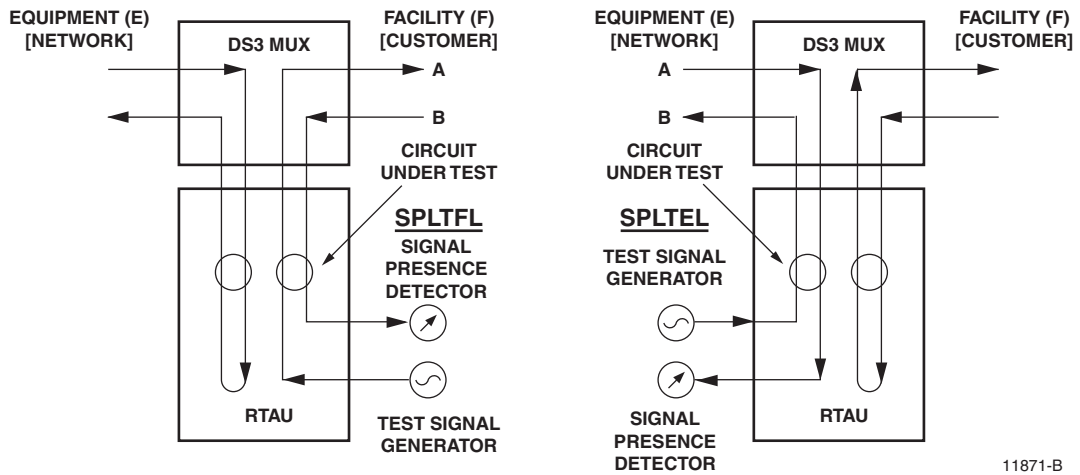 EQUIPMENT (E)
[NETWORK]
FACILITY (F)
[CUSTOMER]
DS3 MUX
A
B
CIRCUIT
UNDER TEST
SPLTFL
SIGNAL
PRESENCE
DETECTOR
RTAU
TEST SIGNAL
GENERATOR
EQUIPMENT (E)
[NETWORK]
FACILITY (F)
[CUSTOMER]
DS3 MUX
A
B
CIRCUIT
UNDER TEST
SPLTEL
TEST SIGNAL
GENERATOR
RTAU
SIGNAL
PRESENCE
DETECTOR
11871-B